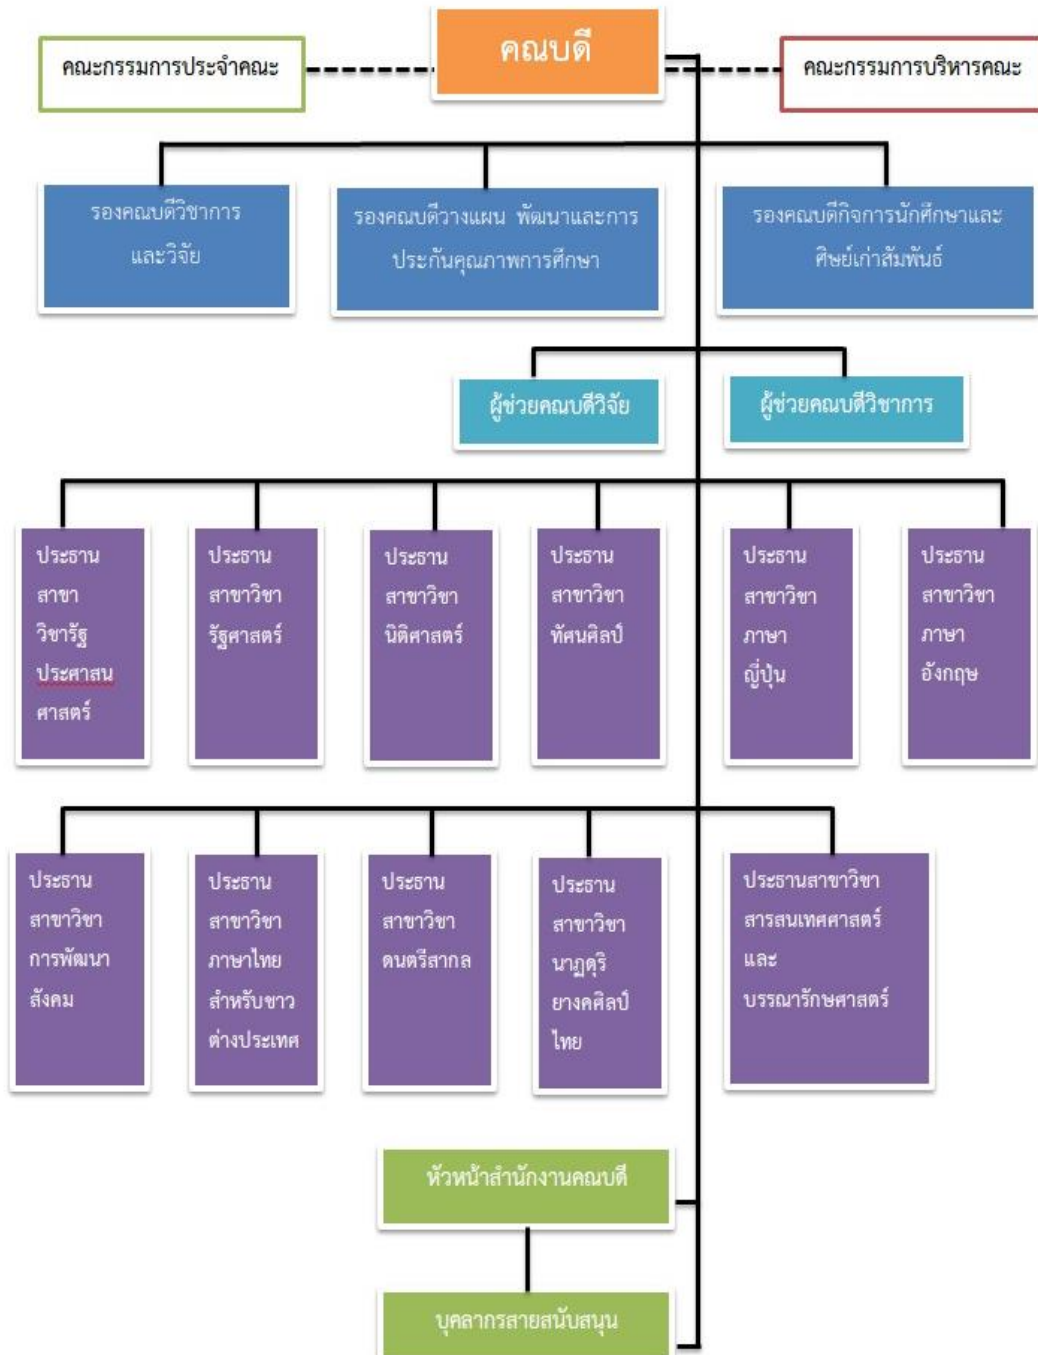 คณบดี
คณะกรรมการประจำคณะ
คณะกรรมการบริหารคณะ
รองคณบดีวิชาการ
และวิจัย
รองคณบดีวางแผน พัฒนาและการ
ประกันคุณภาพการศึกษา
รองคณบดีกิจการนักศึกษาและ
ศิษย์เก่าสัมพันธ์
ผู้ช่วยคณบดีวิจัย
ผู้ช่วยคณบดีวิชาการ
ประธาน
สาขา
วิชารัฐ
ประศาสน
ศาสตร์
ประธาน
สาขาวิชา
รัฐศาสตร์
ประธาน
สาขาวิชา
นิติศาสตร์
ประธาน
สาขาวิชา
ทัศนศิลป์
ประธาน
สาขาวิชา
ภาษา
ญี่ปุ่น
ประธาน
สาขาวิชา
ภาษา
อังกฤษ
ประธาน
สาขาวิชา
การพัฒนา
สังคม
ประธาน
สาขาวิชา
ภาษาไทย
สำหรับชาว
ต่างประเทศ
ประธาน
สาขาวิชา
ดนตรีสากล
ประธาน
สาขาวิชา
นาฏดุริ
ยางคศิลป์
ไทย
ประธานสาขาวิชา
สารสนเทศศาสตร์
และ
บรรณารักษศาสตร์
หัวหน้าสำนักงานคณบดี
บุคลากรสายสนับสนุน